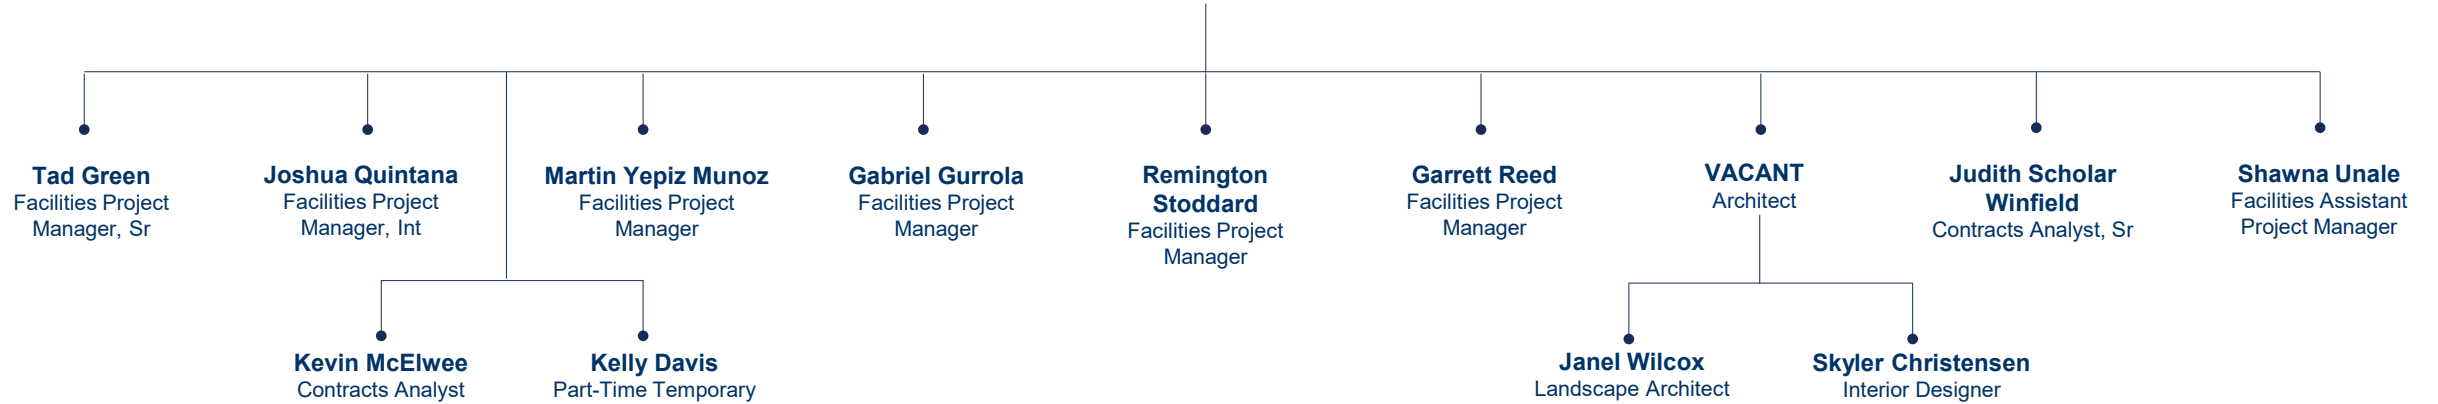 Tad Green
Facilities Project
Manager, Sr
Joshua Quintana
Facilities Project
Manager, Int
Martin Yepiz Munoz
Facilities Project
Manager
Gabriel Gurrola
Facilities Project
Manager
Remington
Stoddard
Facilities Project
Manager
Garrett Reed
Facilities Project
Manager
VACANT
Architect
Judith Scholar
Winfield
Contracts Analyst, Sr
Shawna Unale
Facilities Assistant
Project Manager
Kevin McElwee
Contracts Analyst
Kelly Davis
Part-Time Temporary
Janel Wilcox
Landscape Architect
Skyler Christensen
Interior Designer